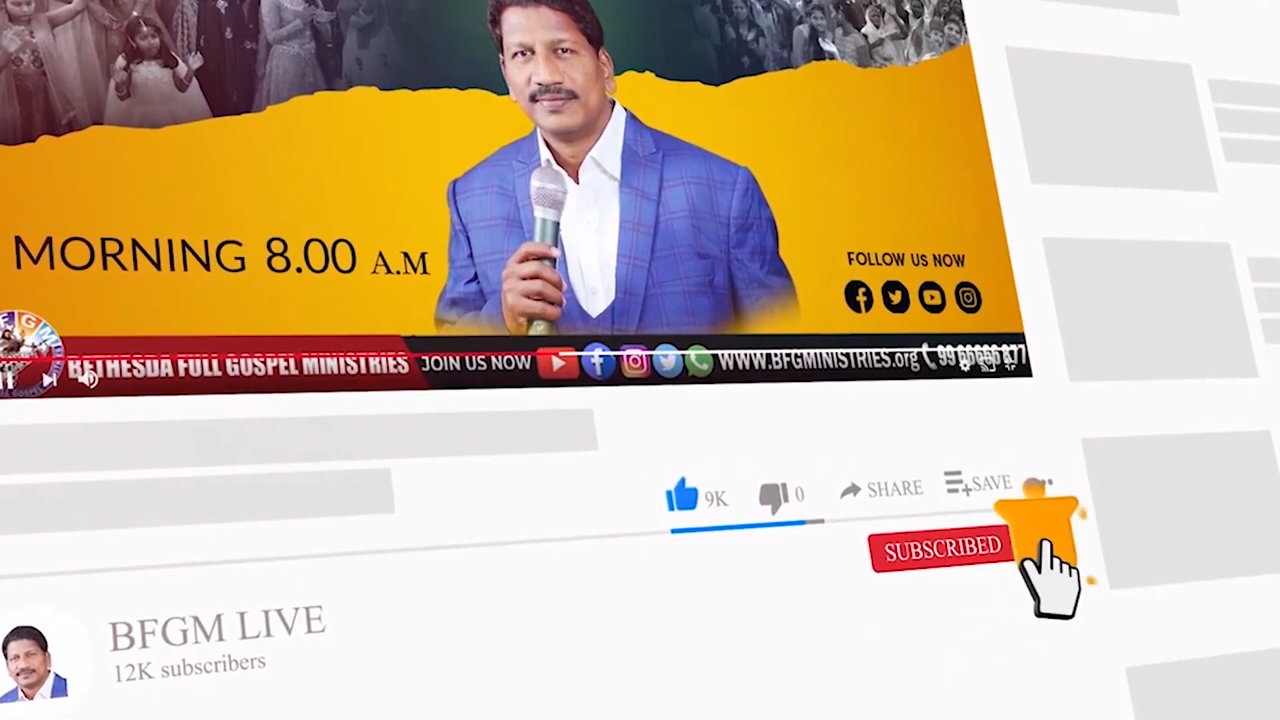 MORNING 8.00 A.M
FOLLOW US NOW
BFGM
BETHESDA FULL GOSPEL MINISTRIES JOIN US NOW WWW.BFGMINISTRIES.org
9K 0 SHARE SAVE
SUBSCRIBED
BFGM LIVE
12K subscribers